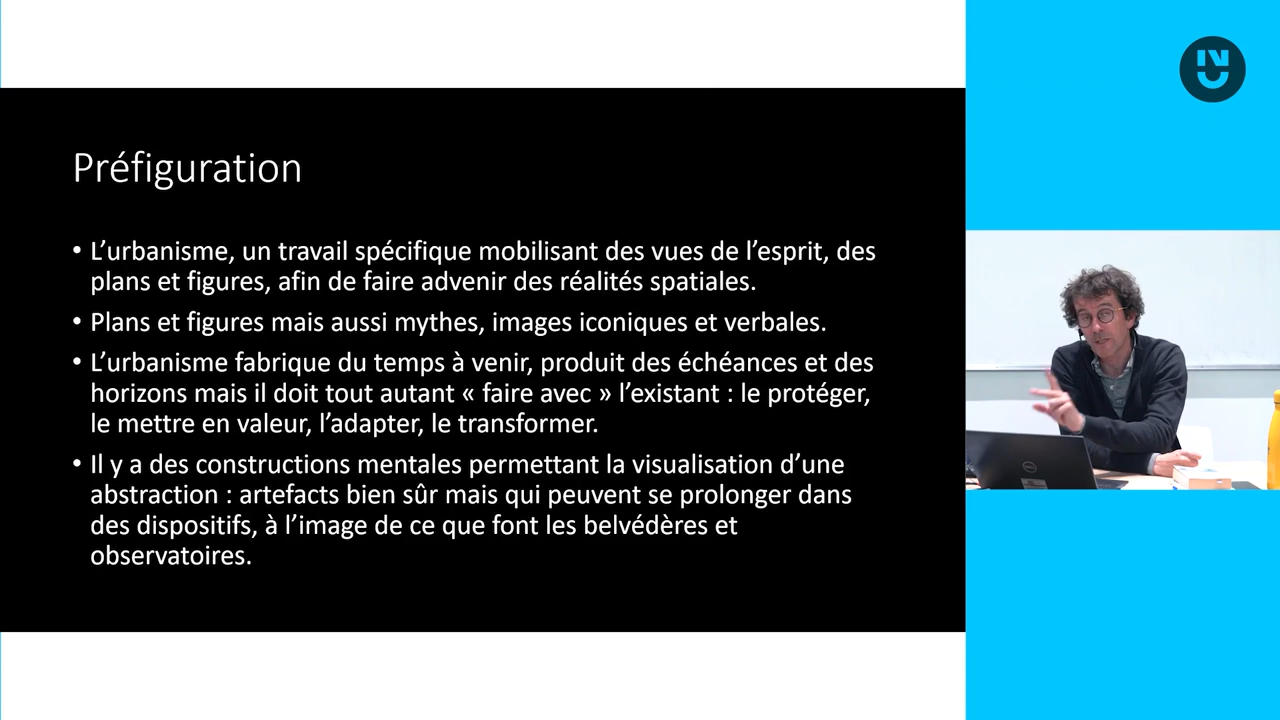 Préfiguration
• L’urbanisme, un travail spécifique mobilisant des vues de l’esprit, des
plans et figures, afin de faire advenir des réalités spatiales.
• Plans et figures mais aussi mythes, images iconiques et verbales.
• L’urbanisme fabrique du temps à venir, produit des échéances et des
horizons mais il doit tout autant « faire avec » l’existant : le protéger,
le mettre en valeur, l’adapter, le transformer.
• Il y a des constructions mentales permettant la visualisation d’une
abstraction : artefacts bien sûr mais qui peuvent se prolonger dans
des dispositifs, à l’image de ce que font les belvédères et
observatoires.
DELL